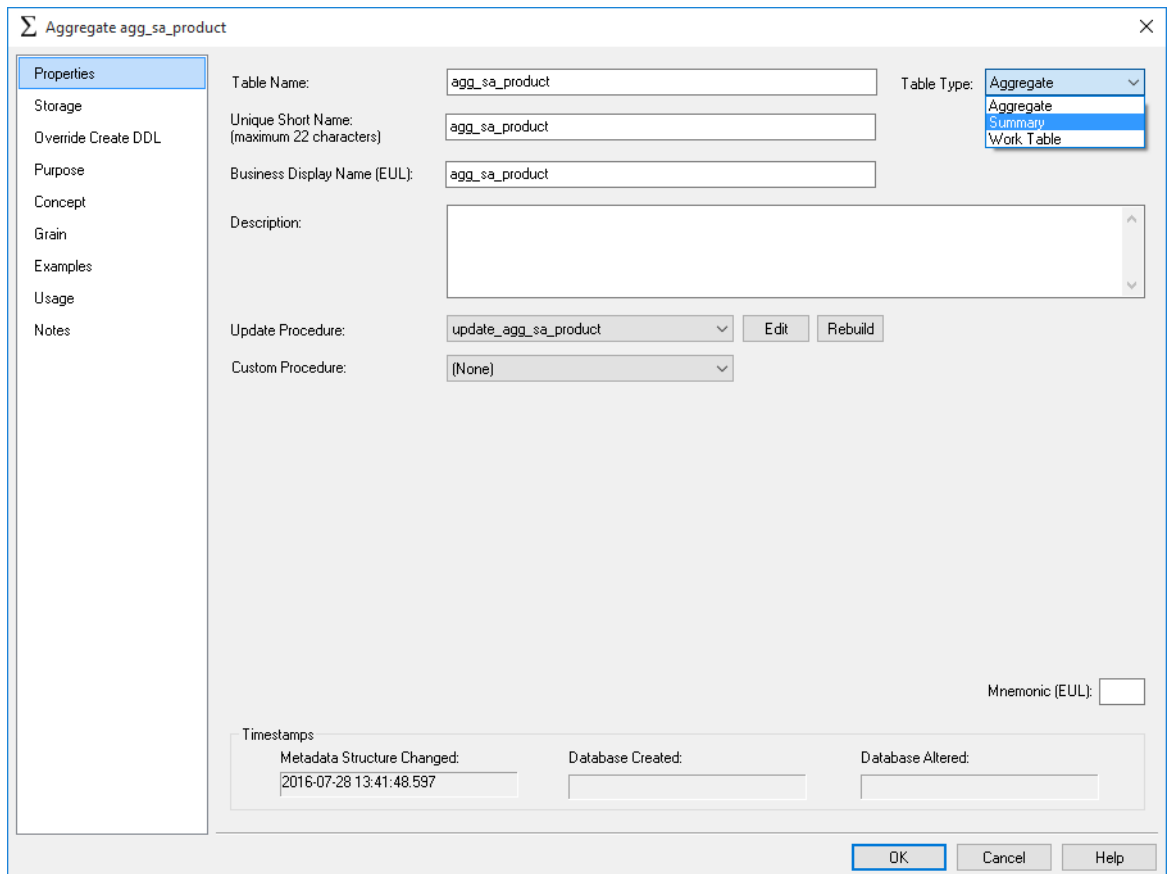 Σ Aggregate agg_sa_product
Properties
Storage
Override Create DDL
Purpose
Concept
Grain
Examples
Usage
Notes
Table Name: agg_sa_product Table Type: Aggregate
Aggregate
Summary
Work Table
Unique Short Name:
(maximum 22 characters) agg_sa_product
Business Display Name (EUL): agg_sa_product
Description:
Update Procedure: update_agg_sa_product Edit Rebuild
Custom Procedure: (None)
Mnemonic (EUL):
Timestamps
Metadata Structure Changed: Database Created: Database Altered:
2016-07-28 13:41:48.597
OK Cancel Help